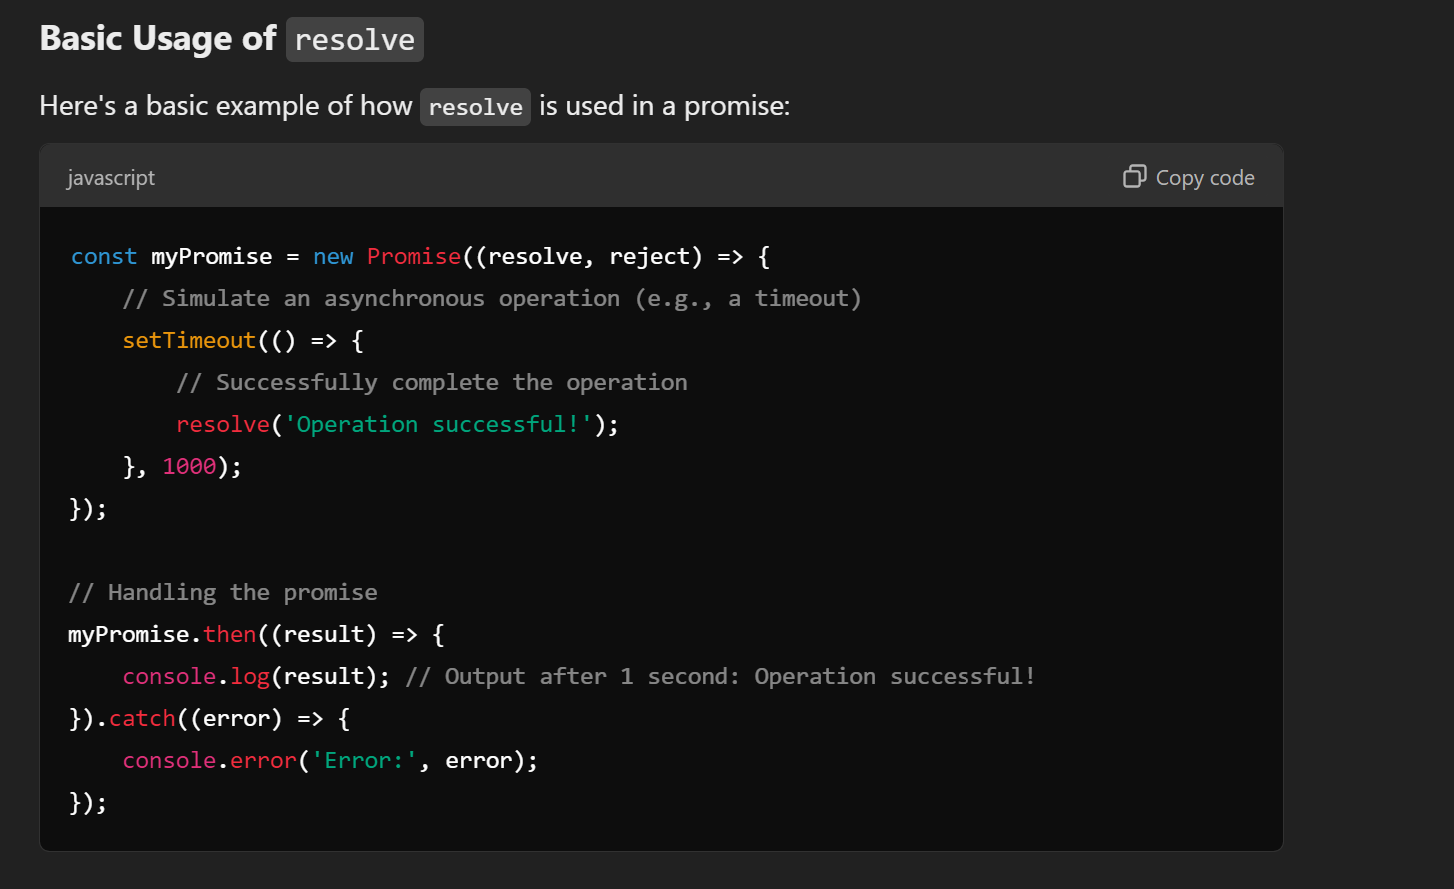 Basic Usage of resolve
Here's a basic example of how resolve is used in a promise:
javascript
Copy code
const myPromise = new Promise((resolve, reject) => {
    // Simulate an asynchronous operation (e.g., a timeout)
    setTimeout(() => {
        // Successfully complete the operation
        resolve('Operation successful!');
    }, 1000);
});
// Handling the promise
myPromise.then((result) => {
    console.log(result); // Output after 1 second: Operation successful!
}).catch((error) => {
    console.error('Error:', error);
});